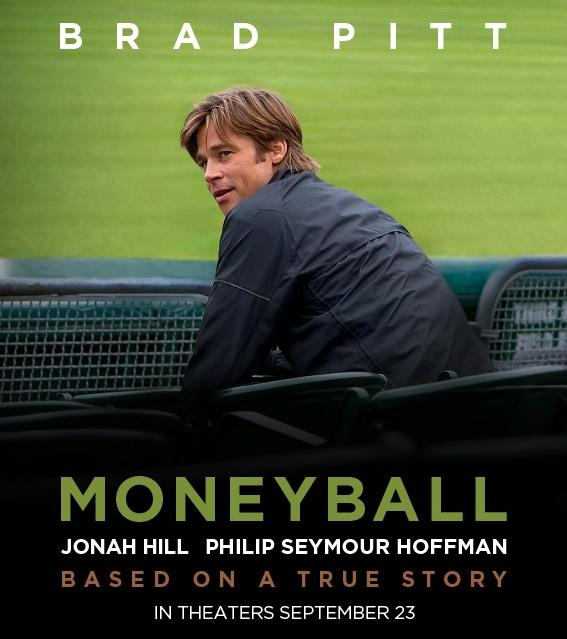 BRAD PITT
MONEYBALL
JONAH HILL PHILIP SEYMOUR HOFFMAN
BASED ON A TRUE STORY
IN THEATERS SEPTEMBER 23